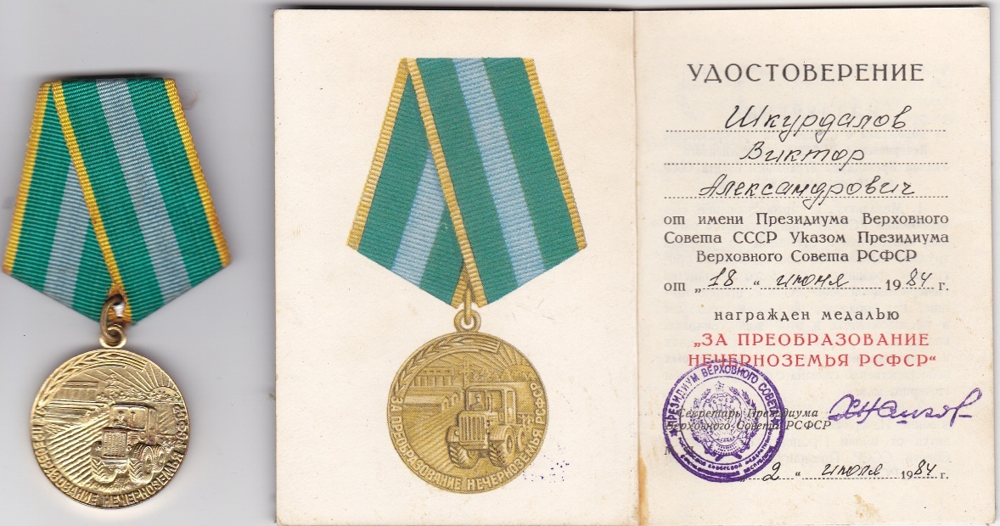 ЗА ПРЕОБРАЗОВАНИЕ НЕЧЕРНОЗЕМЬЯ РСФСР
ЗА ПРЕОБРАЗОВАНИЕ НЕЧЕРНОЗЕМЬЯ РСФСР
УДОСТОВЕРЕНИЕ
Шкурдалов
Виктор
Александрович
от имени Президиума Верховного
Совета СССР Указом Президиума
Верховного Совета РСФСР
от „18“ июня 1984 г.
награжден медалью
„ЗА ПРЕОБРАЗОВАНИЕ
НЕЧЕРНОЗЕМЬЯ РСФСР“
ПРЕЗИДИУМ ВЕРХОВНОГО СОВЕТА
Секретарь Президиума
Верховного Совета РСФСР
„2“ июля 1984 г.